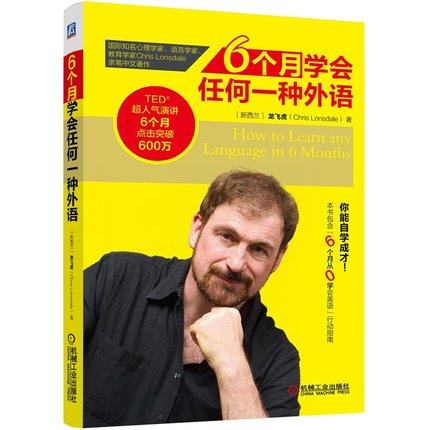 国际知名心理学家、语言学家、
教育学家Chris Lonsdale
亲笔中文著作
6个月学会
任何一种外语
[新西兰] 龙飞虎(Chris Lonsdale) 著
How to Learn any
Language in 6 Months
TEDx
超人气演讲
6个月
点击突破
600万
你能自学成才!
本书包含「6个月从0学会英语」行动指南
机械工业出版社
CHINA MACHINE PRESS
6个月学会任何一种外语
[新西兰] 龙飞虎(Chris Lonsdale) 著
机械工业出版社